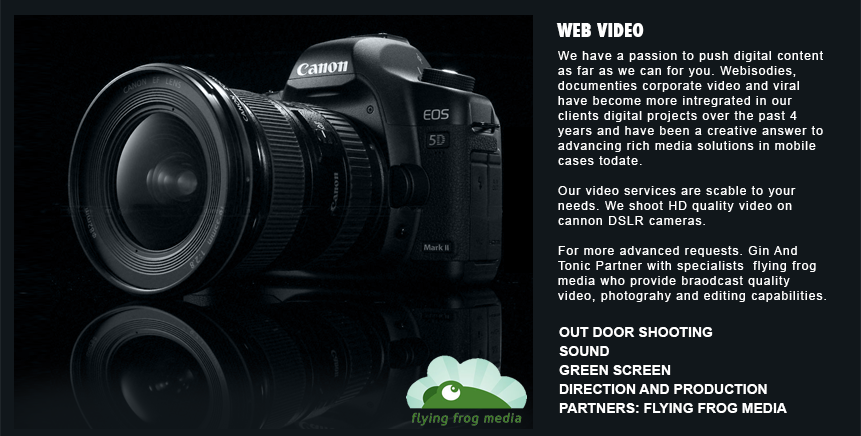 WEB VIDEO
We have a passion to push digital content
as far as we can for you. Webisodies,
documenties corporate video and viral
have become more intregrated in our
clients digital projects over the past 4
years and have been a creative answer to
advancing rich media solutions in mobile
cases todate.
Our video services are scable to your
needs. We shoot HD quality video on
cannon DSLR cameras.
For more advanced requests. Gin And
Tonic Partner with specialists flying frog
media who provide braodcast quality
video, photograhy and editing capabilities.
OUT DOOR SHOOTING
SOUND
GREEN SCREEN
DIRECTION AND PRODUCTION
PARTNERS: FLYING FROG MEDIA
Canon
EOS
5D
Mark II
Canon
flying frog media